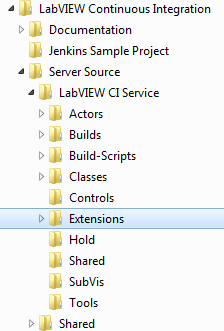 LabVIEW Continuous Integration
Documentation
Jenkins Sample Project
Server Source
LabVIEW CI Service
Actors
Builds
Build-Scripts
Classes
Controls
Extensions
Hold
Shared
SubVis
Tools
Shared